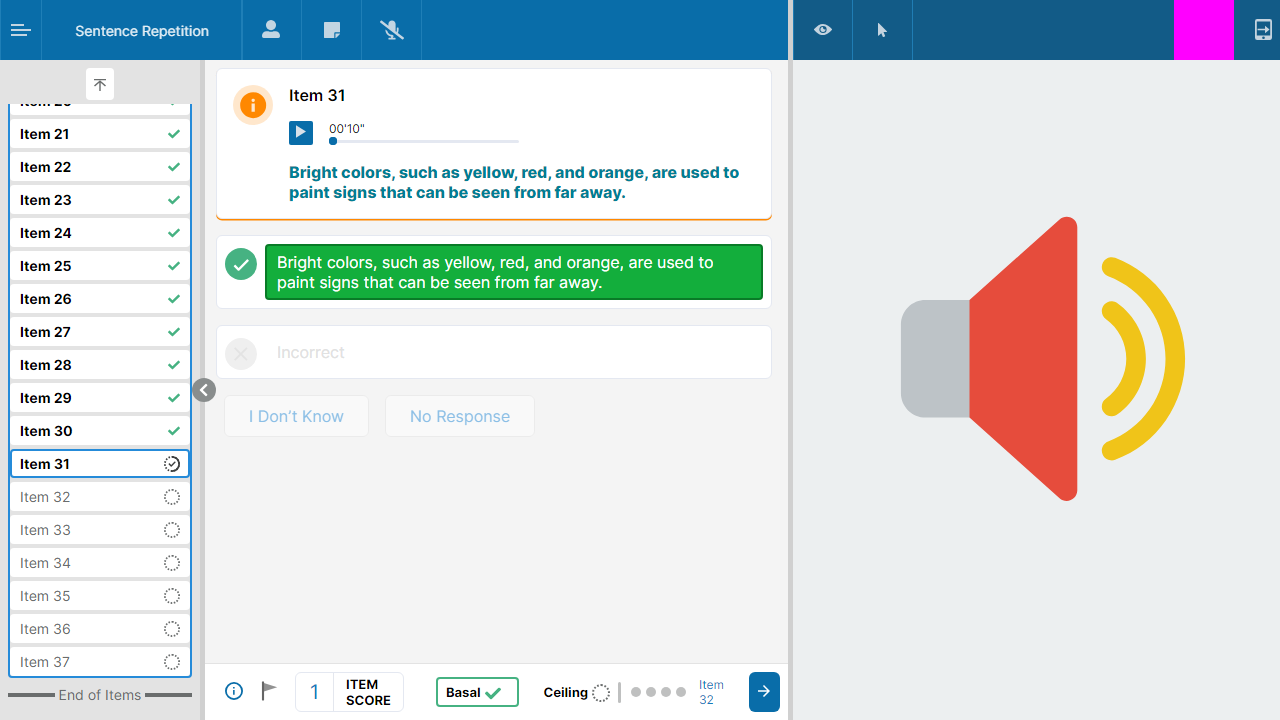 Sentence Repetition
Item 21
Item 22
Item 23
Item 24
Item 25
Item 26
Item 27
Item 28
Item 29
Item 30
Item 31
Item 32
Item 33
Item 34
Item 35
Item 36
Item 37
End of Items
Item 31
00'10"
Bright colors, such as yellow, red, and orange, are used to
paint signs that can be seen from far away.
Bright colors, such as yellow, red, and orange, are used to
paint signs that can be seen from far away.
Incorrect
I Don't Know
No Response
1
ITEM
SCORE
Basal
Ceiling
Item
32